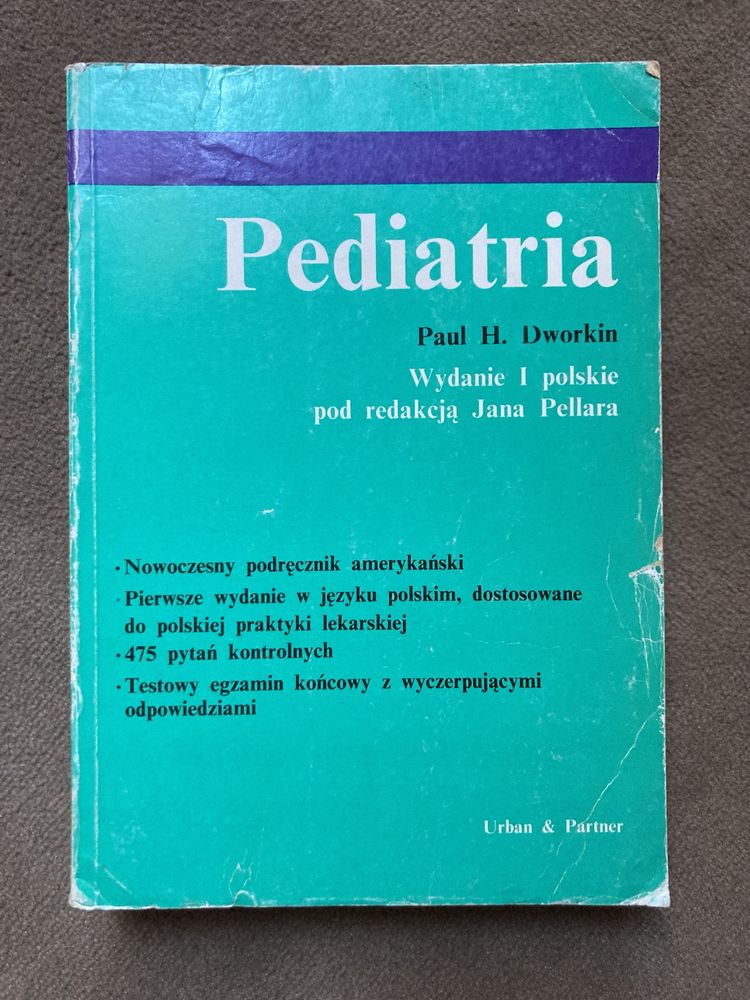 Pediatria
Paul H. Dworkin
Wydanie I polskie
pod redakcją Jana Pellara
· Nowoczesny podręcznik amerykański
· Pierwsze wydanie w języku polskim, dostosowane
do polskiej praktyki lekarskiej
· 475 pytań kontrolnych
· Testowy egzamin końcowy z wyczerpującymi
odpowiedziami
Urban & Partner